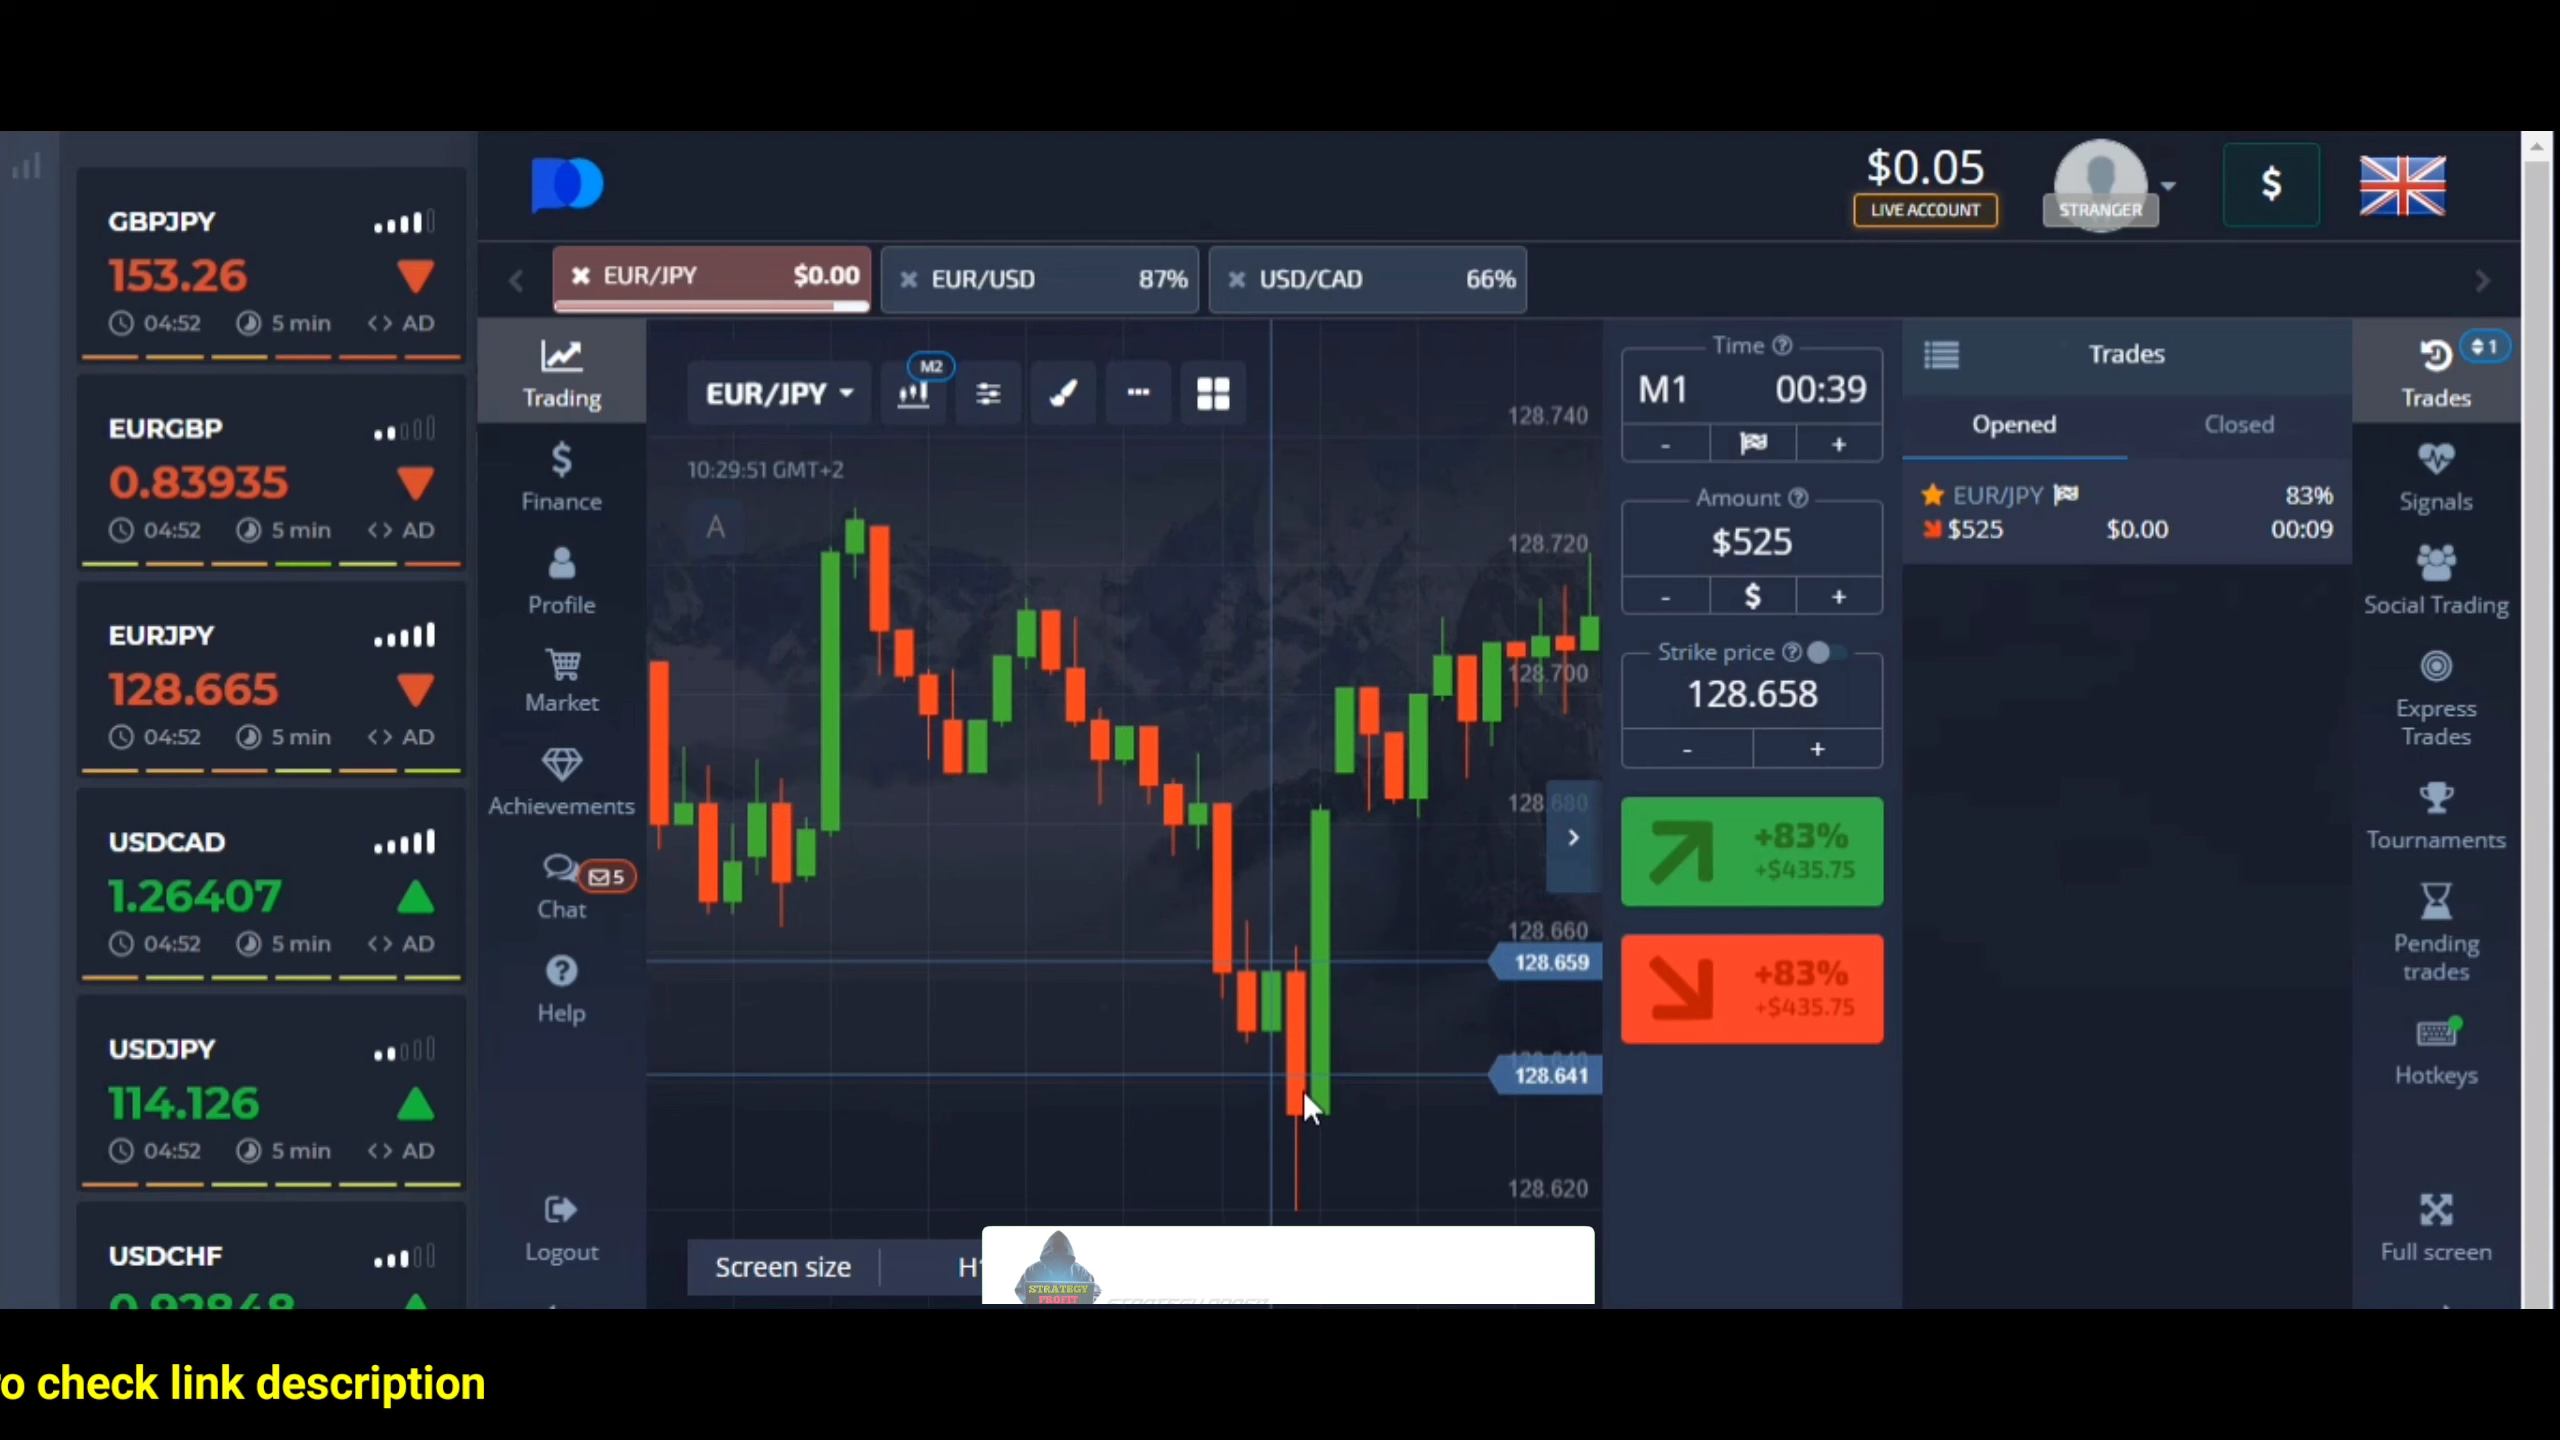 GBPJPY
153.26
04:52 5 min <> AD
EURGBP
0.83935
04:52 5 min <> AD
EURJPY
128.665
04:52 5 min <> AD
USDCAD
1.26407
04:52 5 min <> AD
USDJPY
114.126
04:52 5 min <> AD
USDCHF
0.92848
$0.05
LIVE ACCOUNT
STRANGER
$
EUR/JPY $0.00
EUR/USD 87%
USD/CAD 66%
Trading
Finance
Profile
Market
Achievements
5
Chat
Help
Logout
EUR/JPY
M2
10:29:51 GMT+2
A
128.740
128.720
128.700
128.680
128.660
128.659
128.640
128.641
128.620
Screen size
STRATEGY
PROFIT
Time
M1 00:39
- +
Amount
$525
- $ +
Strike price
128.658
- +
+83%
+$435.75
+83%
+$435.75
Trades
Opened Closed
EUR/JPY 83%
$525 $0.00 00:09
1
Trades
Signals
Social Trading
Express
Trades
Tournaments
Pending
trades
Hotkeys
Full screen
o check link description